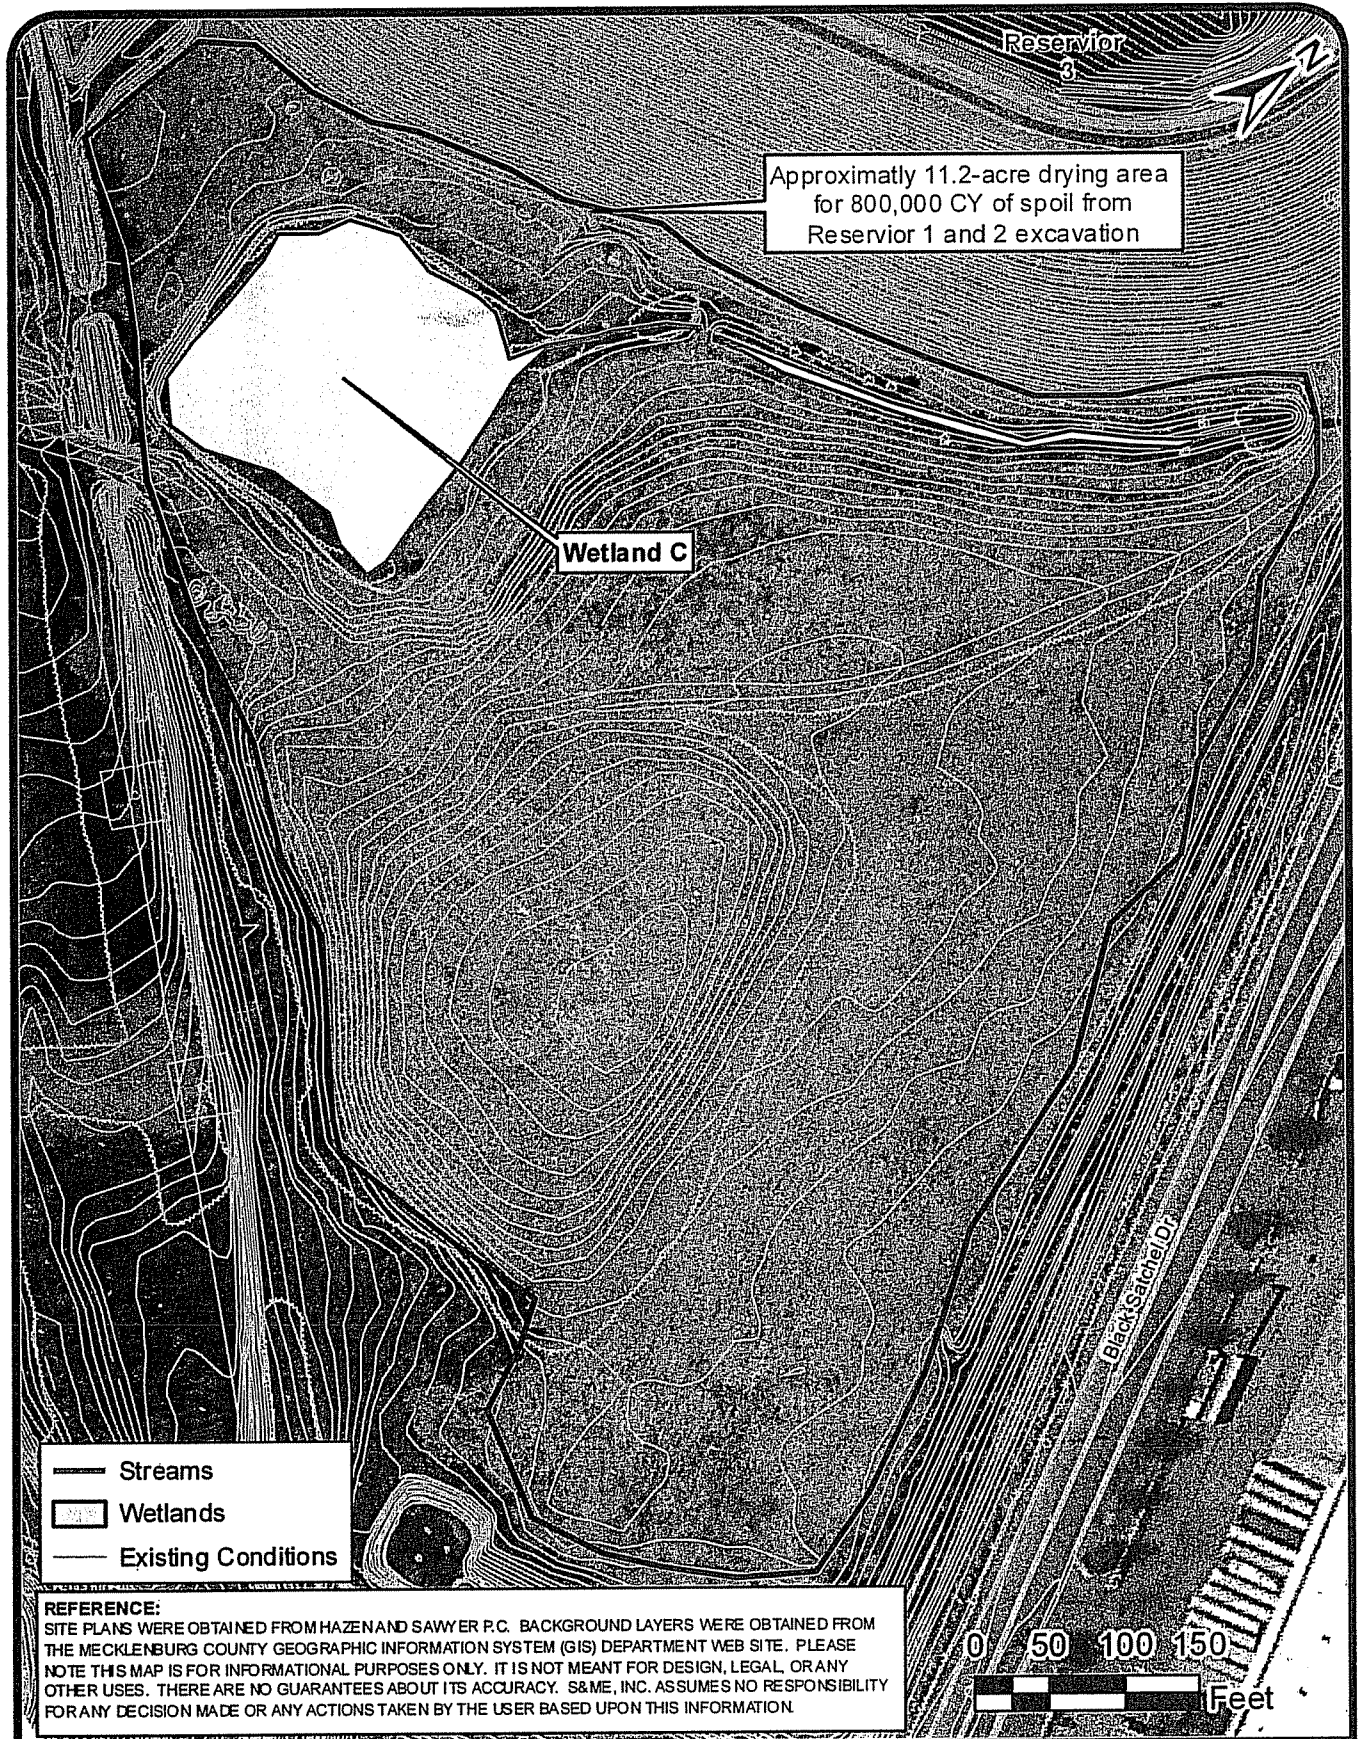 Reservior
3
N
Approximatly 11.2-acre drying area
for 800,000 CY of spoil from
Reservior 1 and 2 excavation
Wetland C
Black Satchel Dr.
Streams
Wetlands
Existing Conditions
REFERENCE:
SITE PLANS WERE OBTAINED FROM HAZEN AND SAWYER P.C. BACKGROUND LAYERS WERE OBTAINED FROM
THE MECKLENBURG COUNTY GEOGRAPHIC INFORMATION SYSTEM (GIS) DEPARTMENT WEB SITE. PLEASE
NOTE THIS MAP IS FOR INFORMATIONAL PURPOSES ONLY. IT IS NOT MEANT FOR DESIGN, LEGAL, OR ANY
OTHER USES. THERE ARE NO GUARANTEES ABOUT ITS ACCURACY. S&ME, INC. ASSUMES NO RESPONSIBILITY
FOR ANY DECISION MADE OR ANY ACTIONS TAKEN BY THE USER BASED UPON THIS INFORMATION.
0 50 100 150
Feet